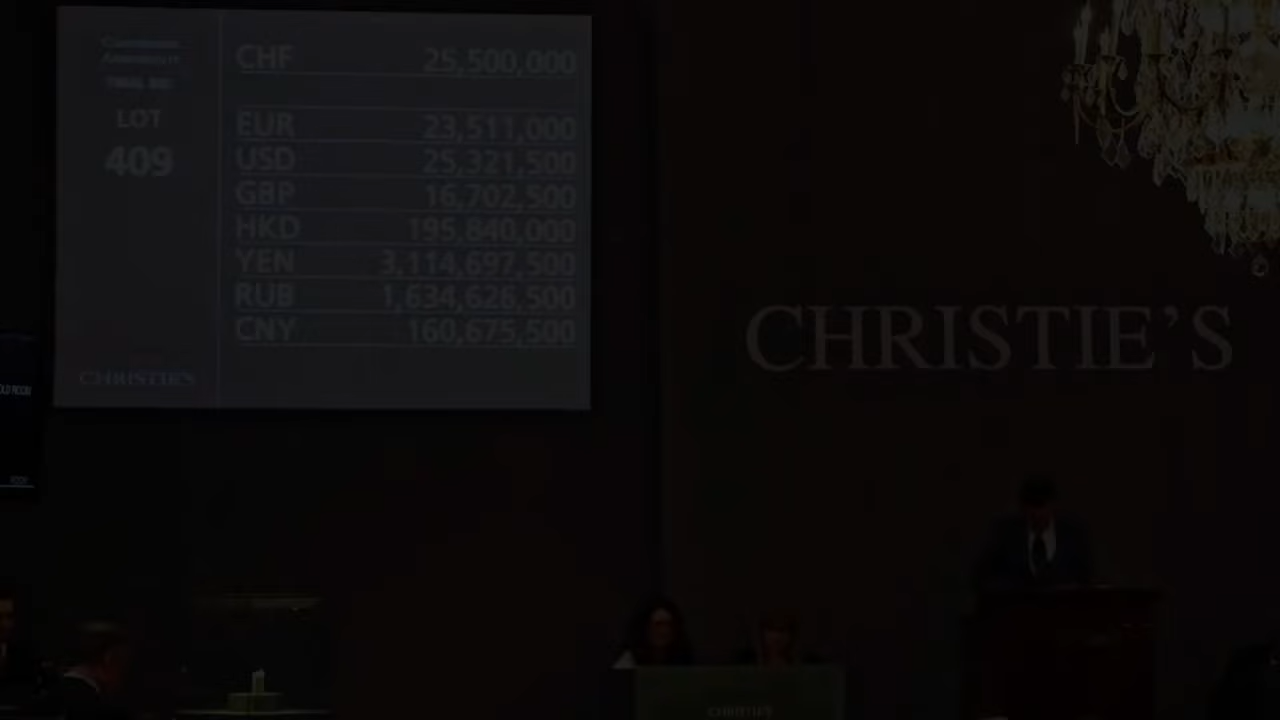 LOT
409
CHF 25,500,000
EUR 23,511,000
USD 25,321,500
GBP 16,702,500
HKD 195,840,000
YEN 3,114,697,500
RUB 1,634,626,500
CNY 160,675,500
CHRISTIE'S
CHRISTIE'S
CHRISTIE'S